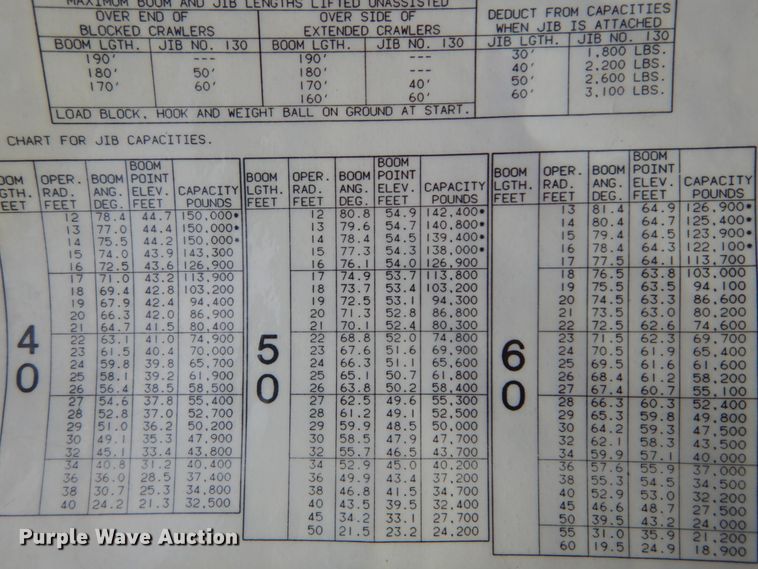 MAXIMUM BOOM AND JIB LENGTHS LIFTED UNASSISTED
OVER END OF BLOCKED CRAWLERS | OVER SIDE OF EXTENDED CRAWLERS
BOOM LGTH. | JIB NO. 130 | BOOM LGTH. | JIB NO. 130
190' | --- | 190' | ---
180' | 50' | 180' | ---
170' | 60' | 170' | 40'
160' | 60'
LOAD BLOCK, HOOK AND WEIGHT BALL ON GROUND AT START.
DEDUCT FROM CAPACITIES
WHEN JIB IS ATTACHED
JIB LGTH. | JIB NO. 130
30' | 1,800 LBS.
40' | 2,200 LBS.
50' | 2,600 LBS.
60' | 3,100 LBS.
CHART FOR JIB CAPACITIES.
OOM GTH. EET | OPER. RAD. FEET | BOOM ANG. DEG. | BOOM POINT ELEV. FEET | CAPACITY POUNDS
40
12 78.4 44.7 150,000*
13 77.0 44.4 150,000*
14 75.5 44.2 150,000*
15 74.0 43.9 143,300
16 72.5 43.6 126,900
17 71.0 43.2 113,900
18 69.4 42.8 103,200
19 67.9 42.4 94,400
20 66.3 42.0 86,900
21 64.7 41.5 80,400
22 63.1 41.0 74,900
23 61.5 40.4 70,000
24 59.8 39.8 65,700
25 58.1 39.2 61,900
26 56.4 38.5 58,500
27 54.6 37.8 55,400
28 52.8 37.0 52,700
29 51.0 36.2 50,200
30 49.1 35.3 47,900
32 45.1 33.4 43,800
34 40.8 31.2 40,400
36 36.0 28.5 37,400
38 30.7 25.3 34,800
40 24.2 21.3 32,500
BOOM LGTH. FEET | OPER. RAD. FEET | BOOM ANG. DEG. | BOOM POINT ELEV. FEET | CAPACITY POUNDS
50
12 80.8 54.9 142,400*
13 79.6 54.7 140,800*
14 78.4 54.5 139,400*
15 77.3 54.3 138,000*
16 76.1 54.0 126,900
17 74.9 53.7 113,800
18 73.7 53.4 103,200
19 72.5 53.1 94,300
20 71.3 52.8 86,800
21 70.1 52.4 80,300
22 68.8 52.0 74,800
23 67.6 51.6 69,900
24 66.3 51.1 65,600
25 65.1 50.7 61,800
26 63.8 50.2 58,400
27 62.5 49.6 55,300
28 61.2 49.1 52,500
29 59.9 48.5 50,000
30 58.5 47.9 47,700
32 55.7 46.5 43,700
34 52.9 45.0 40,200
36 49.9 43.4 37,200
38 46.8 41.5 34,700
40 43.5 39.5 32,400
45 34.2 33.1 27,700
50 21.5 23.2 24,200
BOOM LGTH. FEET | OPER. RAD. FEET | BOOM ANG. DEG. | BOOM POINT ELEV. FEET | CAPACITY POUNDS
60
13 81.4 64.9 126,900*
14 80.4 64.7 125,400*
15 79.4 64.5 123,900*
16 78.4 64.3 122,100*
17 77.5 64.1 113,700
18 76.5 63.8 103,000
19 75.5 63.5 94,100
20 74.5 63.3 86,600
21 73.5 63.0 80,200
22 72.5 62.6 74,600
23 71.5 62.3 69,700
24 70.5 61.9 65,400
25 69.5 61.6 61,600
26 68.4 61.2 58,200
27 67.4 60.7 55,100
28 66.3 60.3 52,400
29 65.3 59.8 49,800
30 64.2 59.3 47,500
32 62.1 58.3 43,500
34 59.9 57.1 40,000
36 57.6 55.9 37,000
38 55.3 54.5 34,500
40 52.9 53.0 32,200
45 46.6 48.7 27,500
50 39.5 43.2 24,000
55 31.0 35.9 21,200
60 19.5 24.9 18,900
Purple Wave Auction